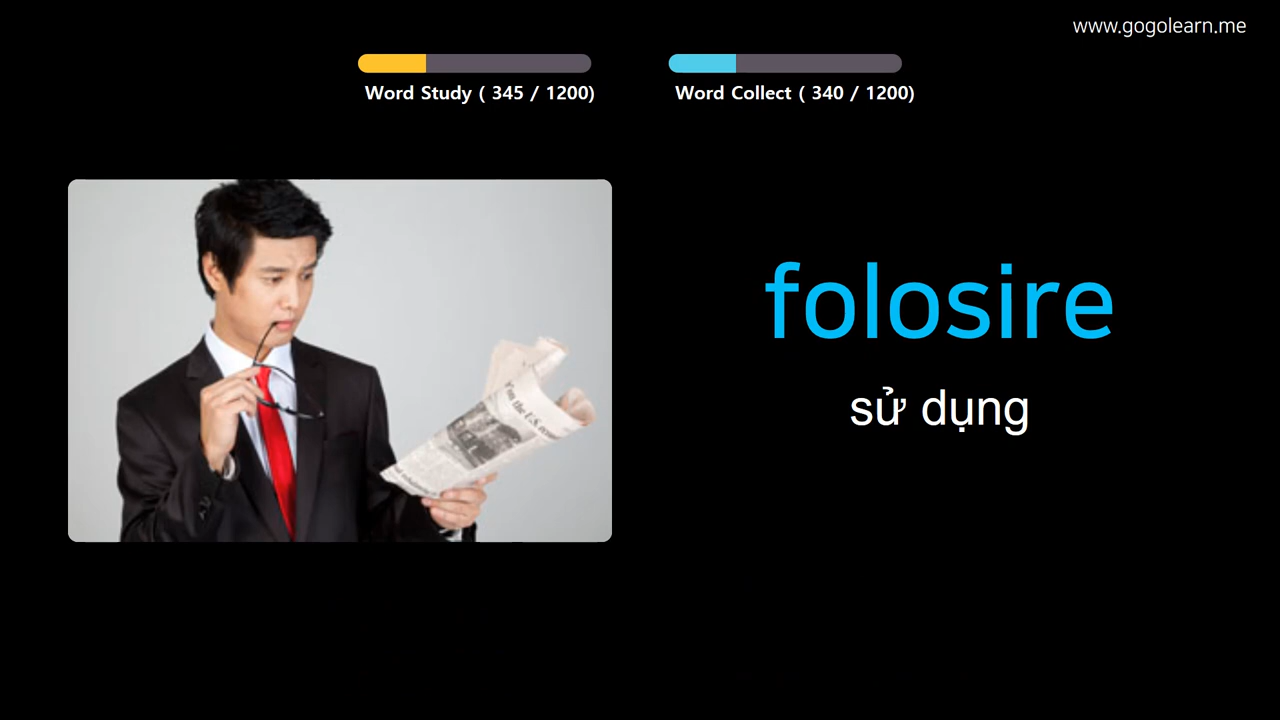 www.gogolearn.me
Word Study ( 345 / 1200)
Word Collect ( 340 / 1200)
folosire
sử dụng